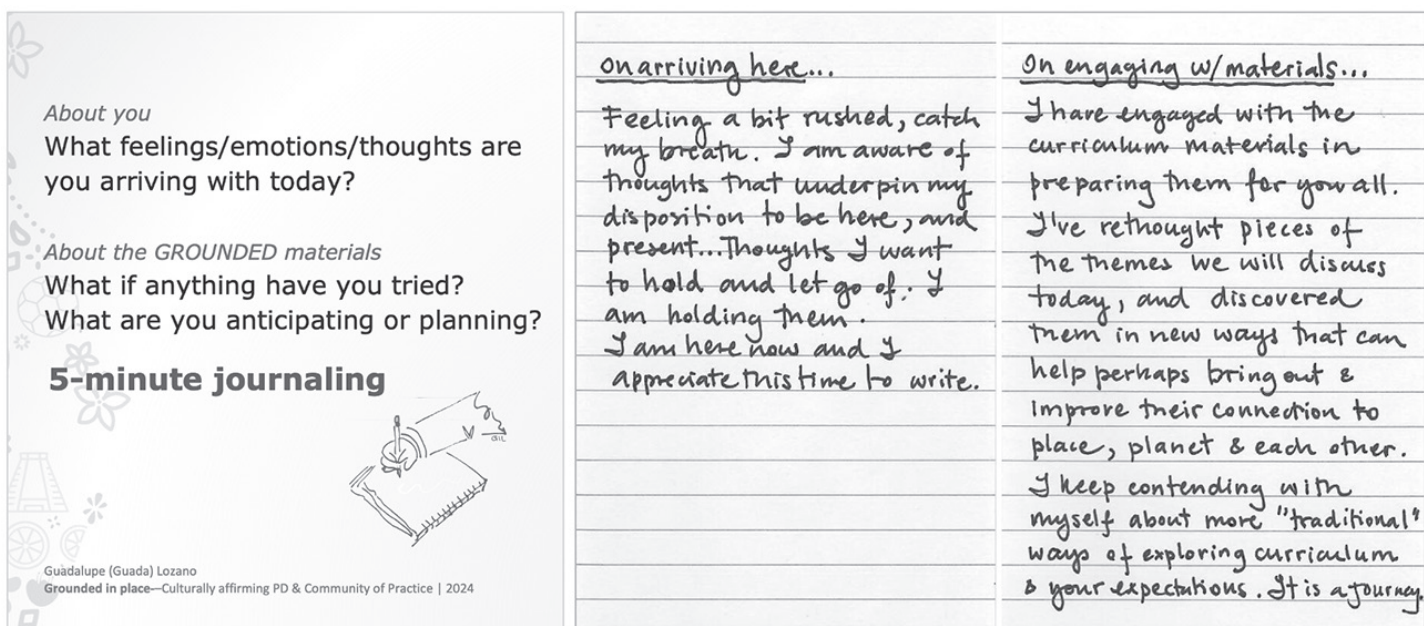 About you
What feelings/emotions/thoughts are
you arriving with today?
About the GROUNDED materials
What if anything have you tried?
What are you anticipating or planning?
5-minute journaling
Guadalupe (Guada) Lozano
Grounded in place—Culturally affirming PD & Community of Practice | 2024
On arriving here...
Feeling a bit rushed, catch
my breath. I am aware of
thoughts that underpin my
disposition to be here, and
present...Thoughts I want
to hold and let go of. I
am holding them.
I am here now and I
appreciate this time to write.
On engaging w/materials...
I have engaged with the
curriculum materials in
preparing them for you all.
I've rethought pieces of
the themes we will discuss
today, and discovered
them in new ways that can
help perhaps bring out &
improve their connection to
place, planet & each other.
I keep contending with
myself about more "traditional"
ways of exploring curriculum
& your expectations. It is a journey.